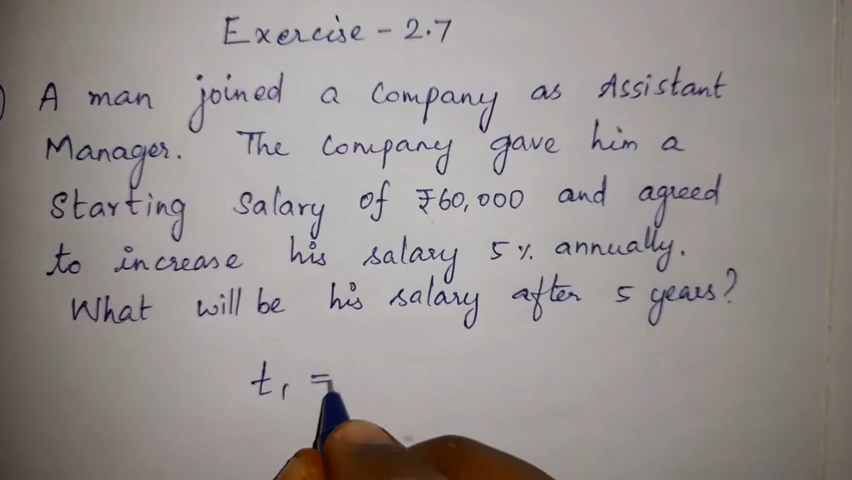 Exercise - 2.7
) A man joined a company as Assistant
Manager. The company gave him a
starting salary of ₹60,000 and agreed
to increase his salary 5% annually.
What will be his salary after 5 years?
t₁ =